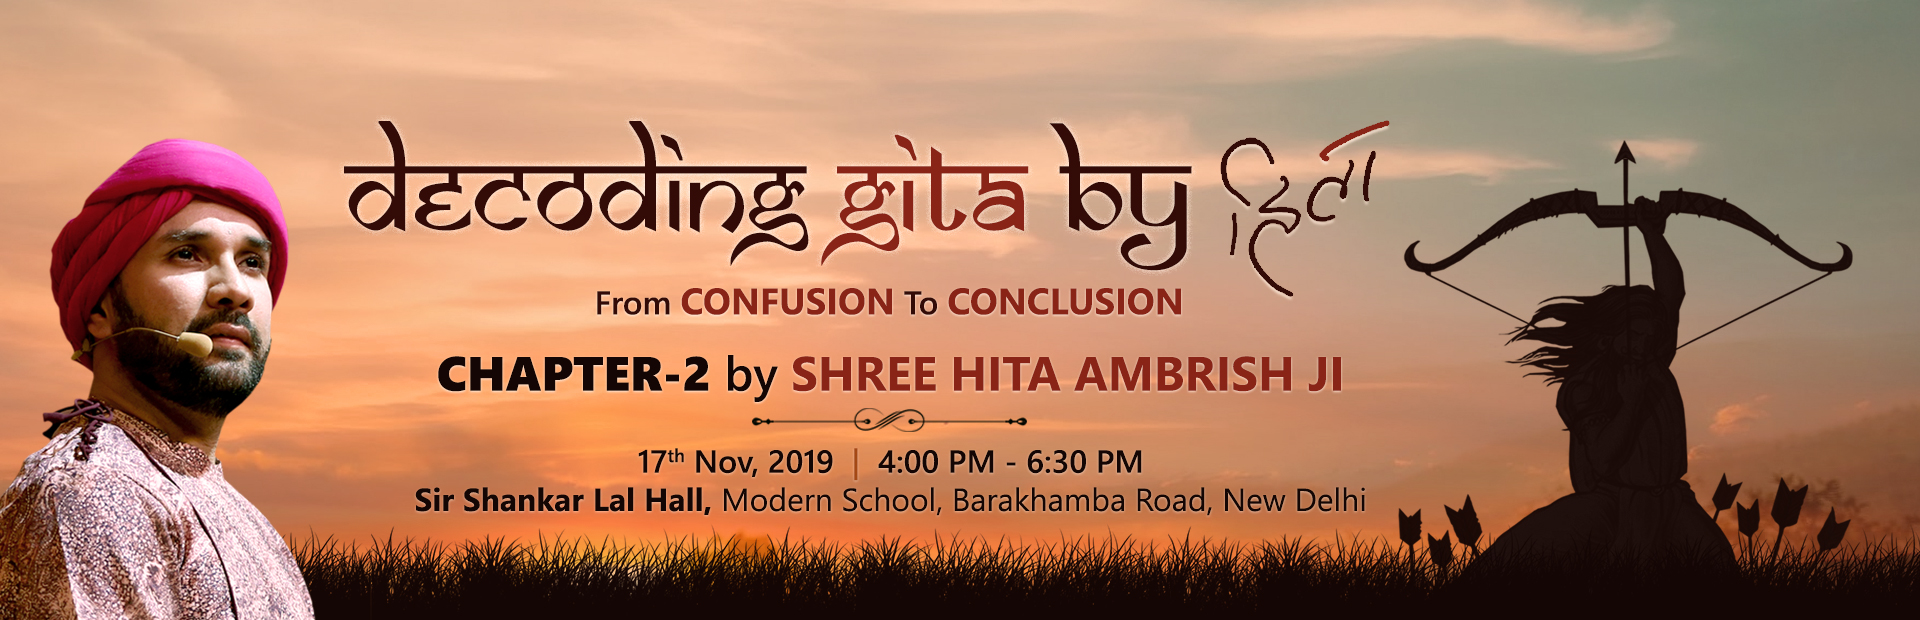 decoding gita by हिता
From CONFUSION To CONCLUSION
CHAPTER-2 by SHREE HITA AMBRISH JI
17th Nov, 2019 | 4:00 PM - 6:30 PM
Sir Shankar Lal Hall, Modern School, Barakhamba Road, New Delhi